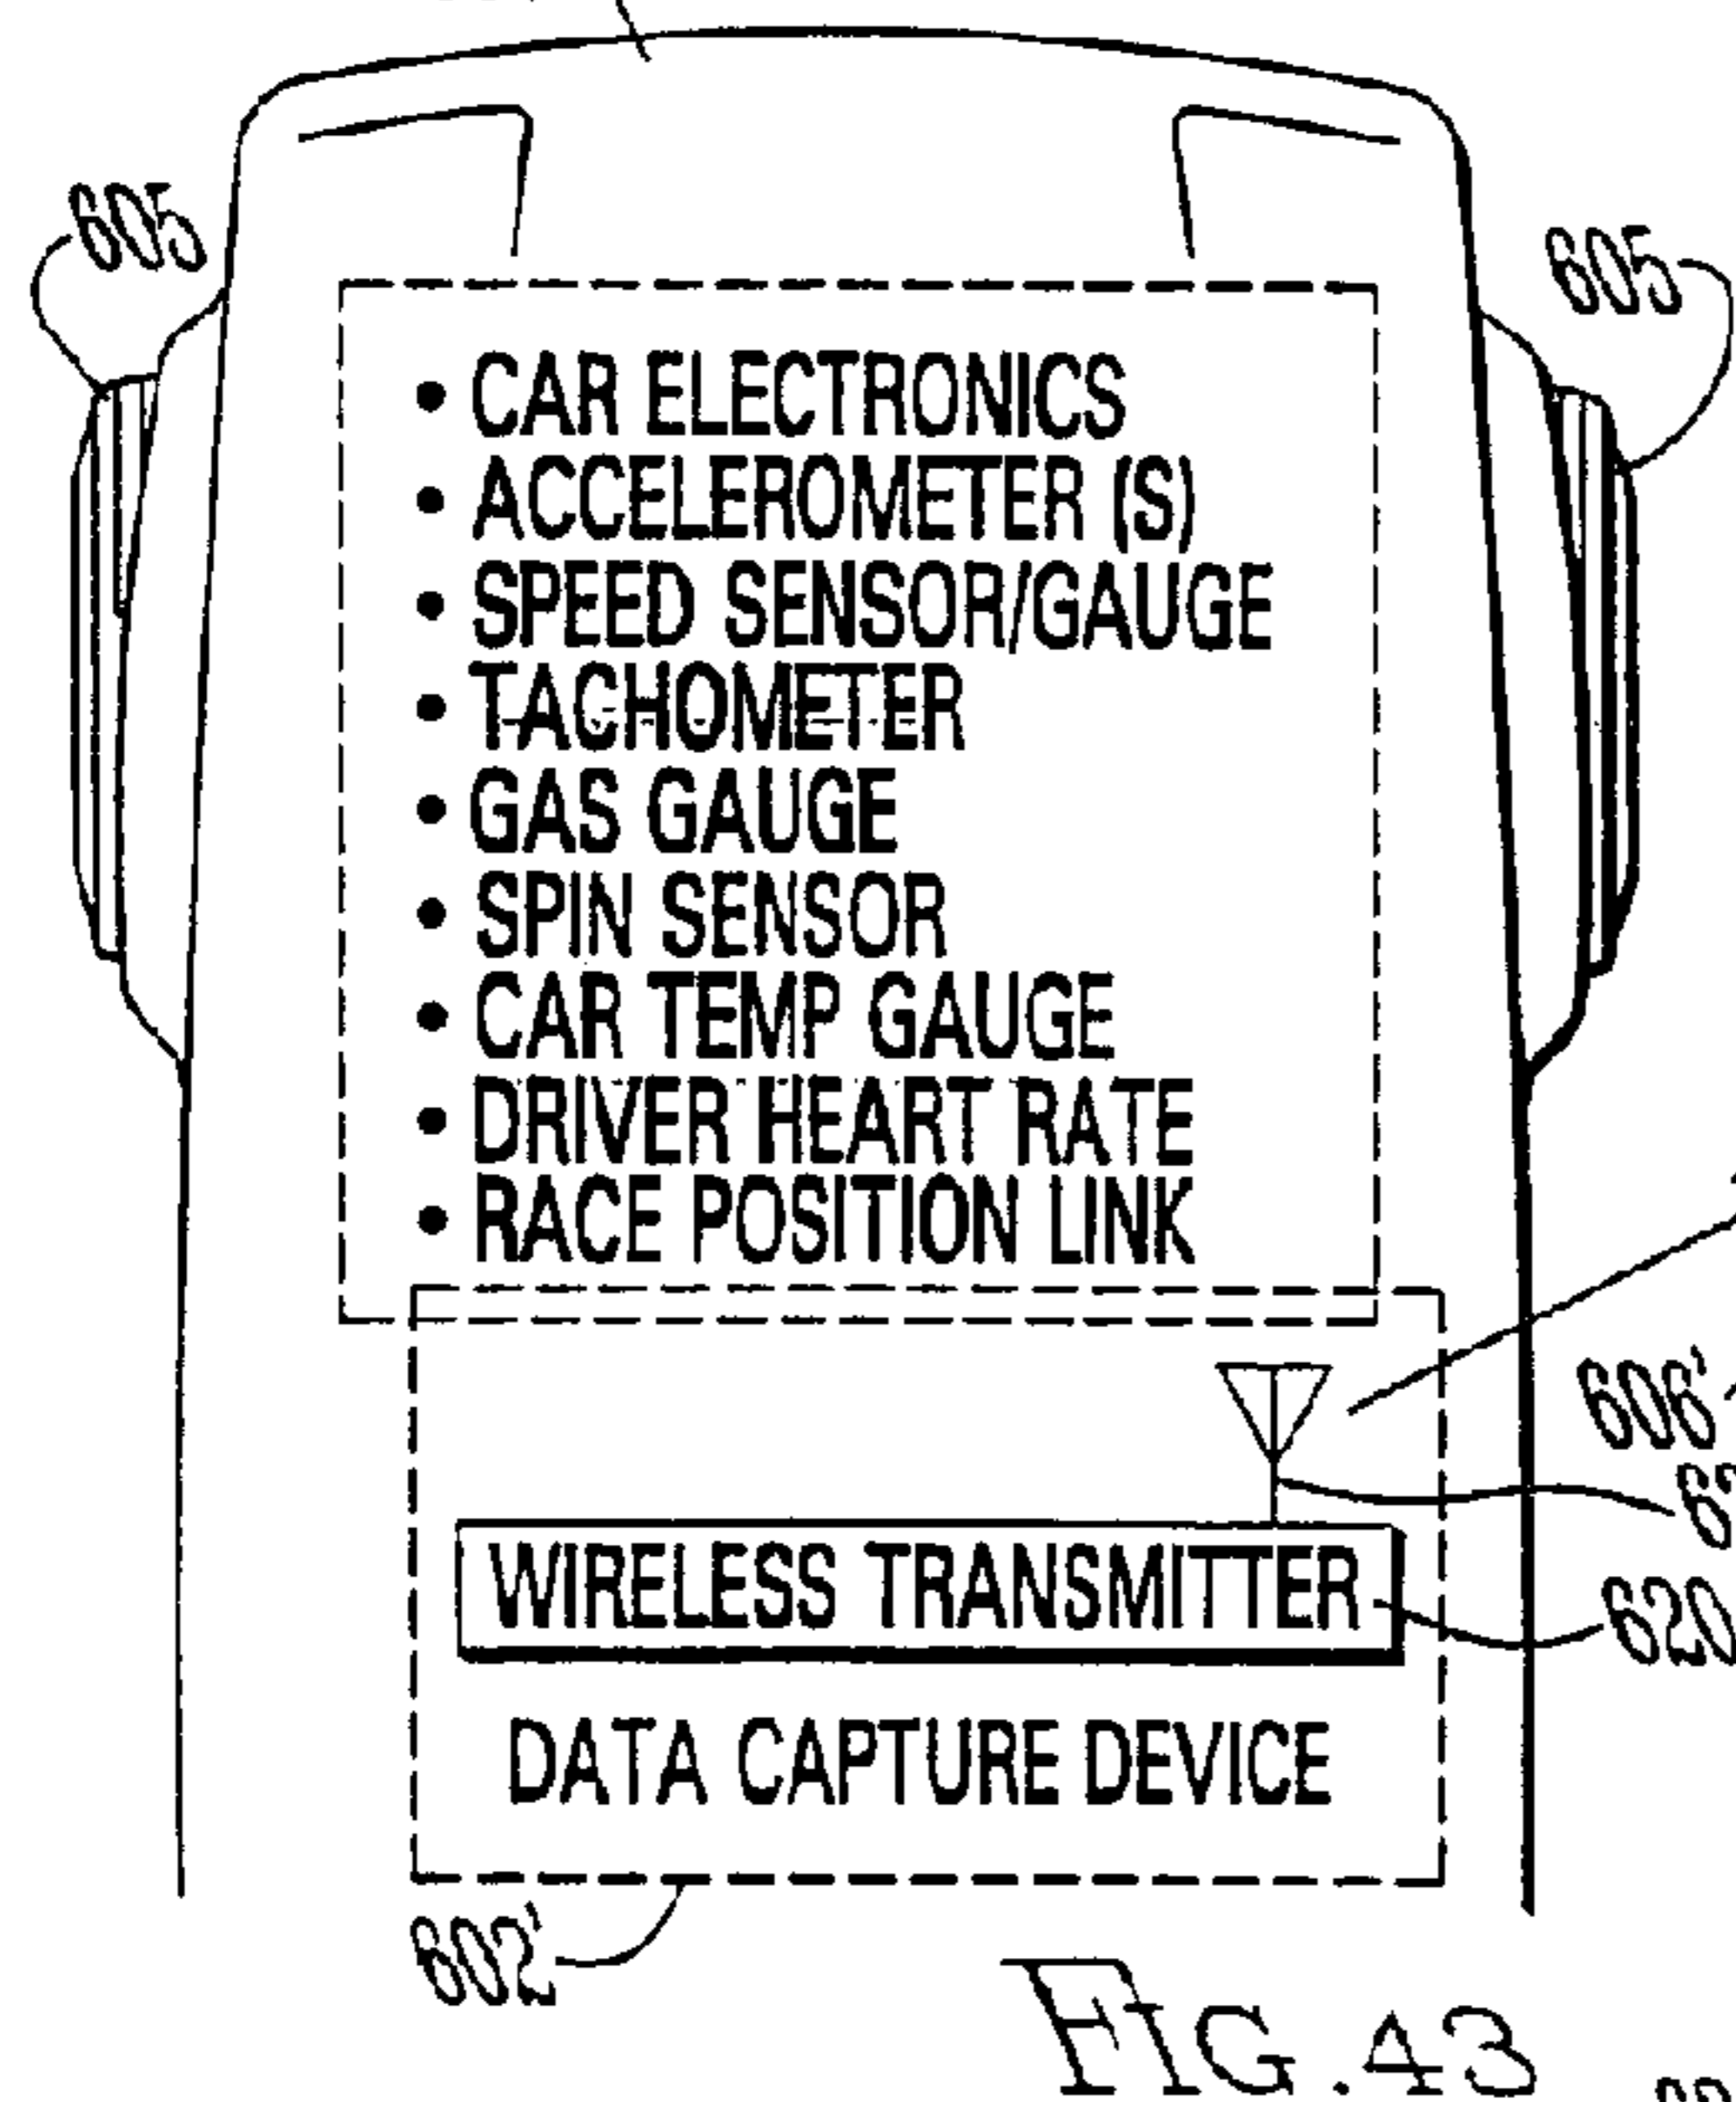 605
605
• CAR ELECTRONICS
• ACCELEROMETER (S)
• SPEED SENSOR/GAUGE
• TACHOMETER
• GAS GAUGE
• SPIN SENSOR
• CAR TEMP GAUGE
• DRIVER HEART RATE
• RACE POSITION LINK
606'
WIRELESS TRANSMITTER
620
DATA CAPTURE DEVICE
602'
FIG.43